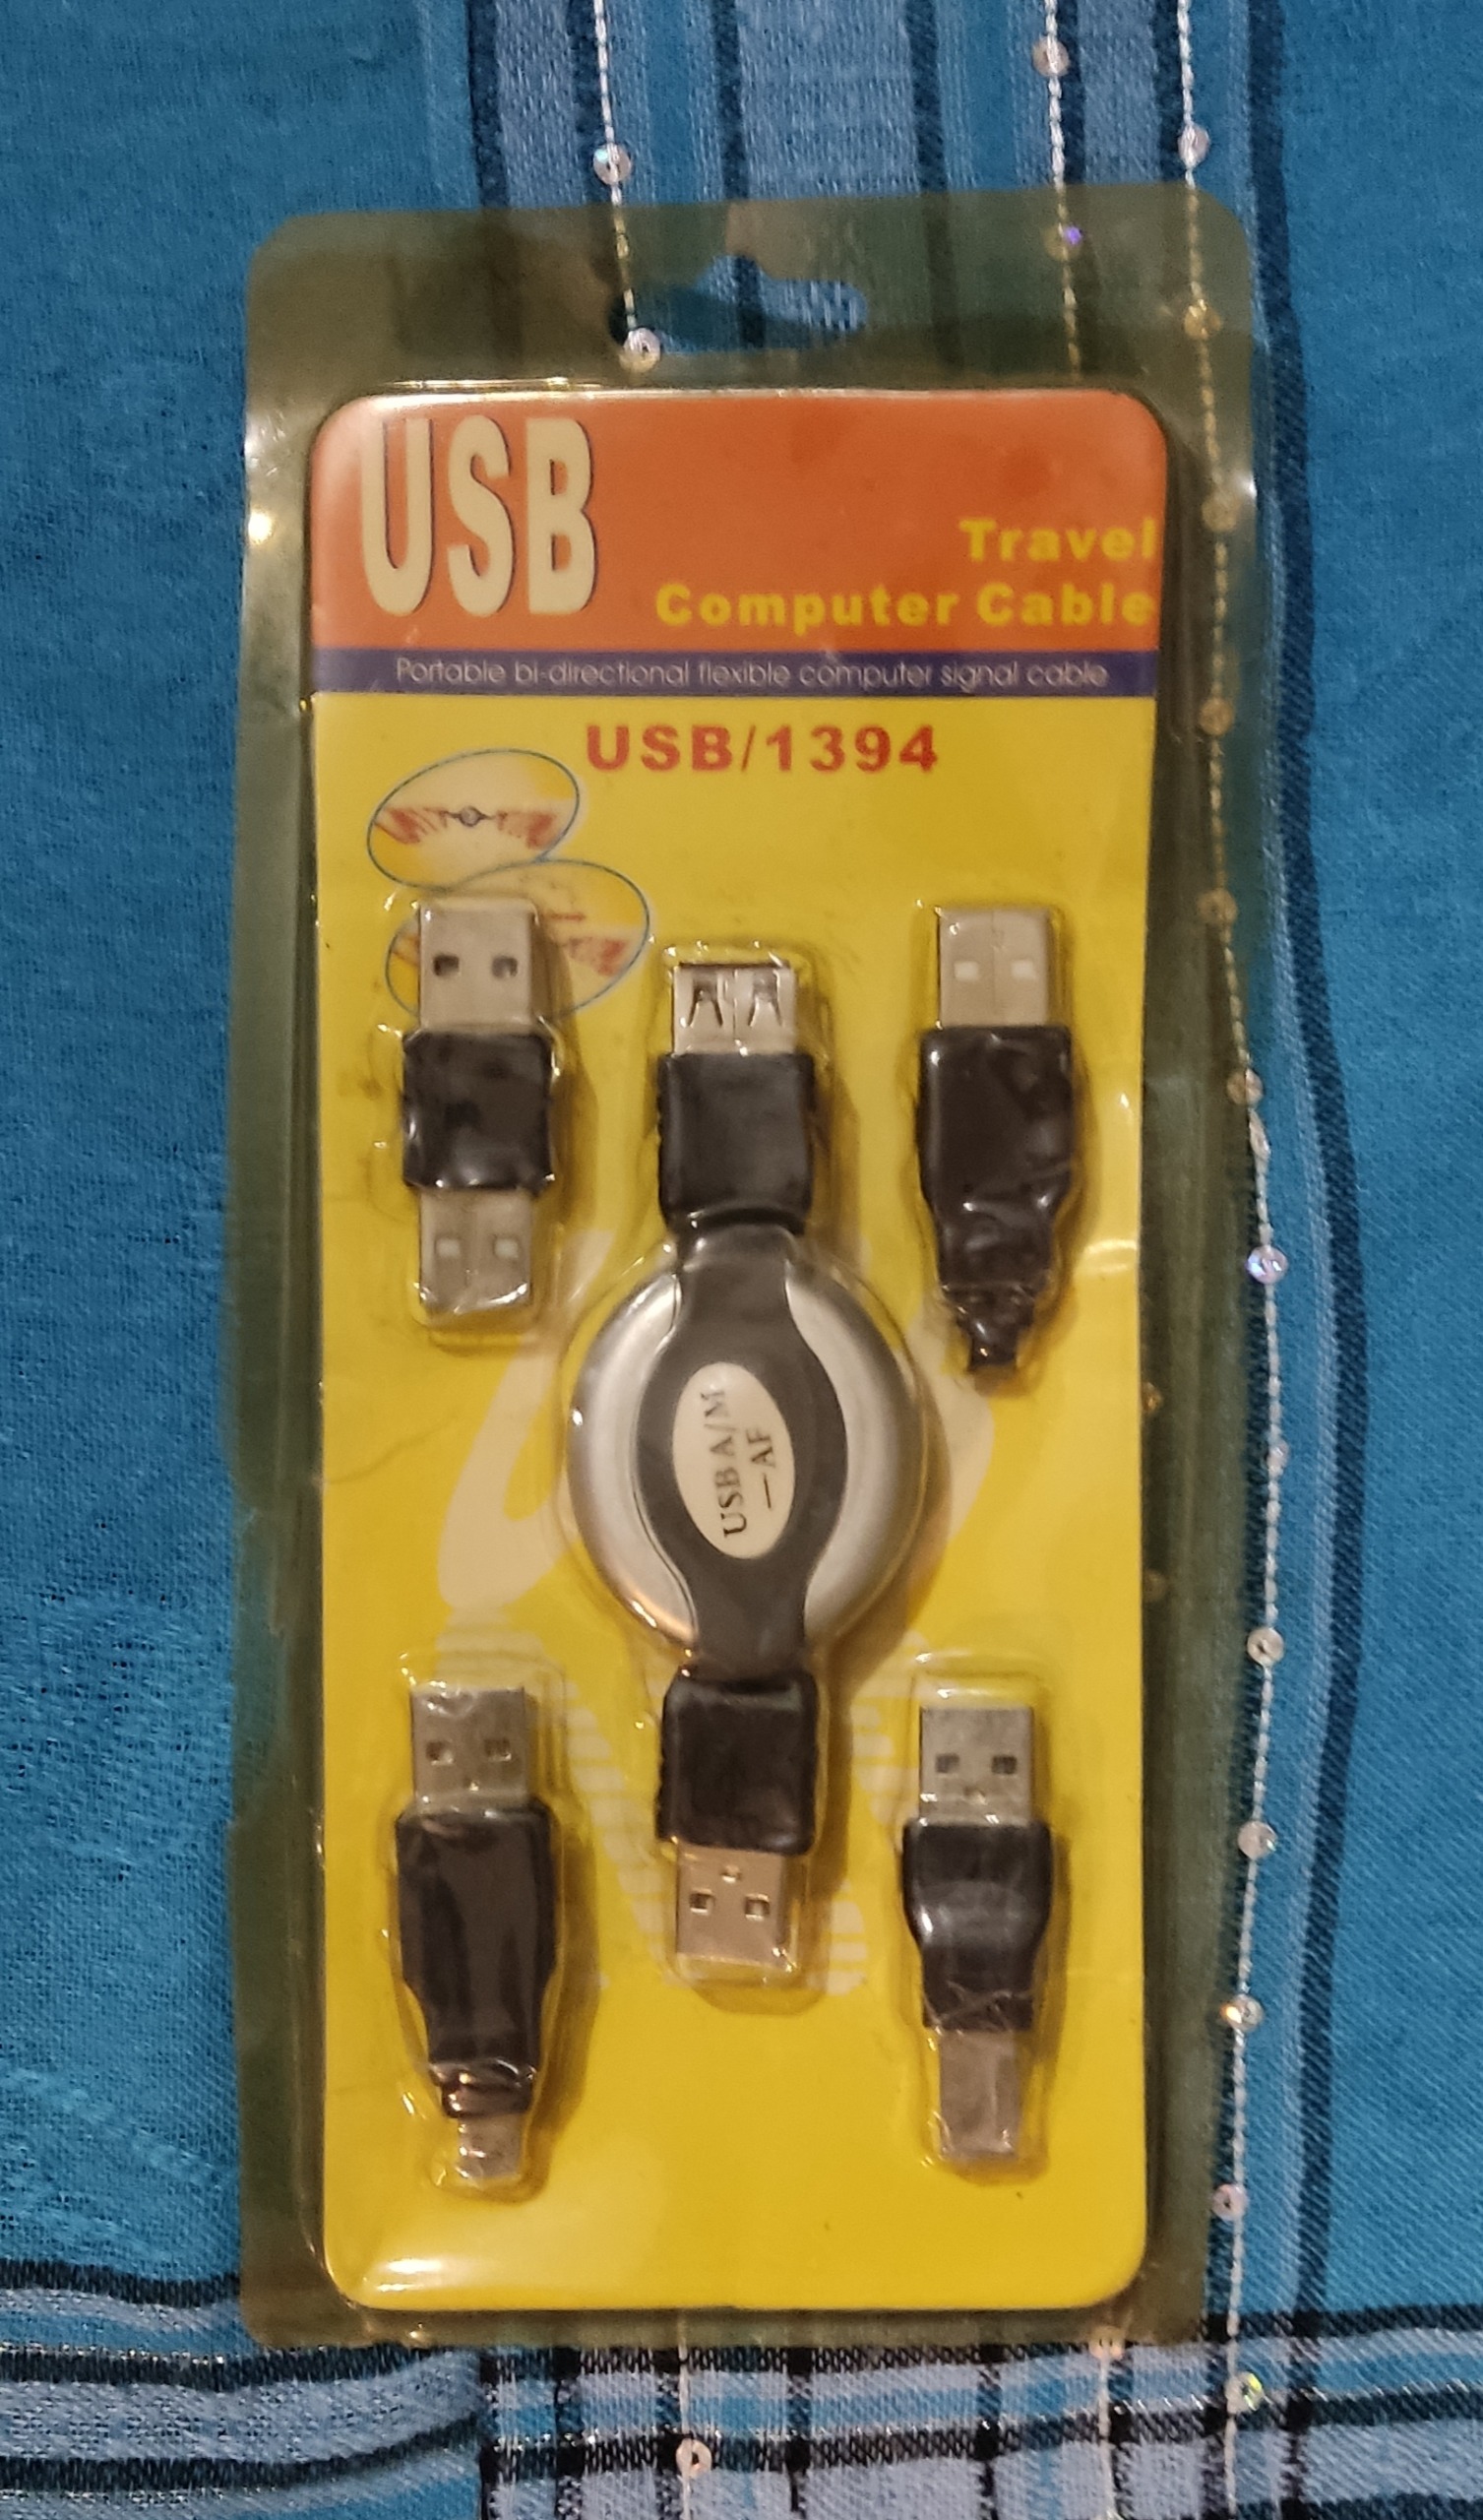 USB
Travel
Computer Cable
Portable bi-directional flexible computer signal cable
USB/1394
USB A/M
—AF